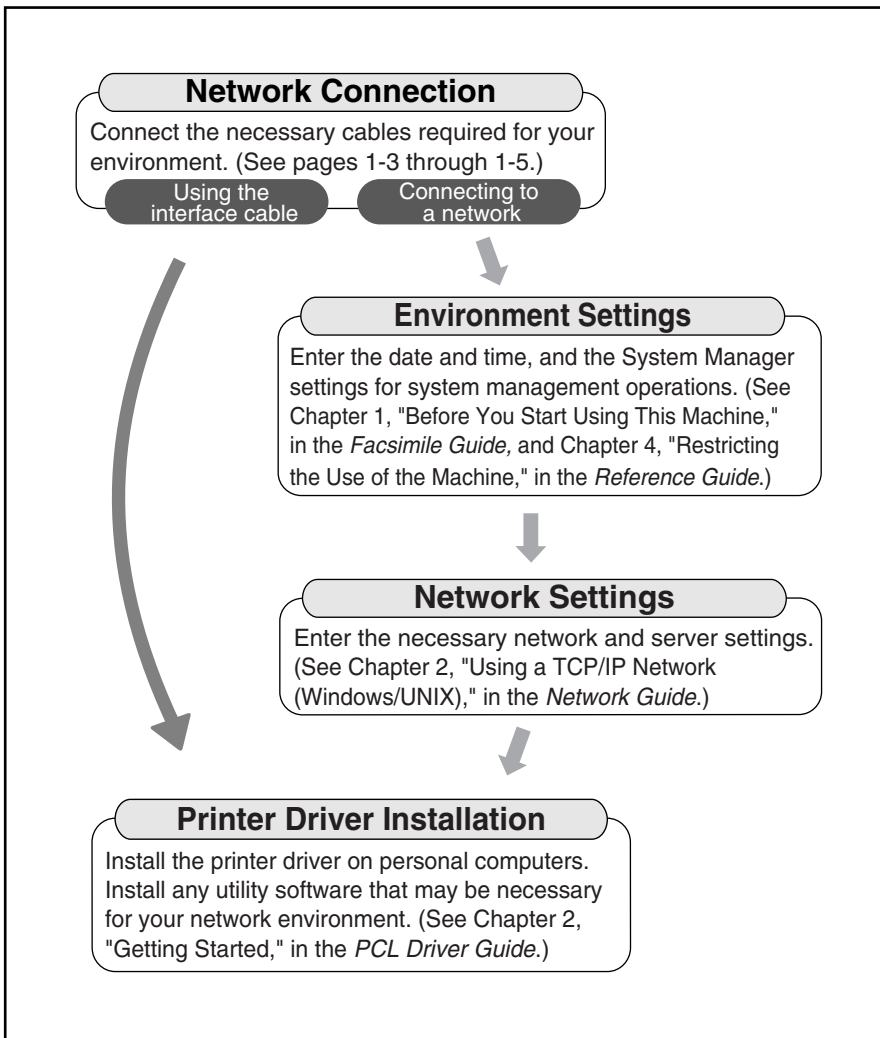 Network Connection
Connect the necessary cables required for your
environment. (See pages 1-3 through 1-5.)
Using the
interface cable
Connecting to
a network
Environment Settings
Enter the date and time, and the System Manager
settings for system management operations. (See
Chapter 1, "Before You Start Using This Machine,"
in the Facsimile Guide, and Chapter 4, "Restricting
the Use of the Machine," in the Reference Guide.)
Network Settings
Enter the necessary network and server settings.
(See Chapter 2, "Using a TCP/IP Network
(Windows/UNIX)," in the Network Guide.)
Printer Driver Installation
Install the printer driver on personal computers.
Install any utility software that may be necessary
for your network environment. (See Chapter 2,
"Getting Started," in the PCL Driver Guide.)